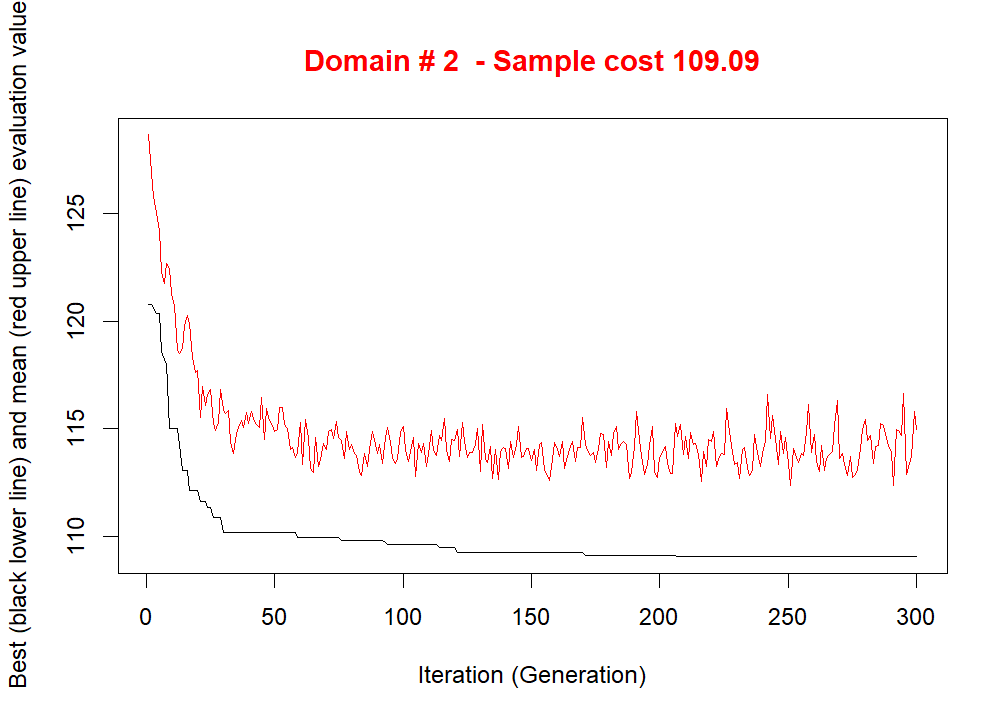 Domain # 2  - Sample cost 109.09
Best (black lower line) and mean (red upper line) evaluation value
125
120
115
110
0 50 100 150 200 250 300
Iteration (Generation)